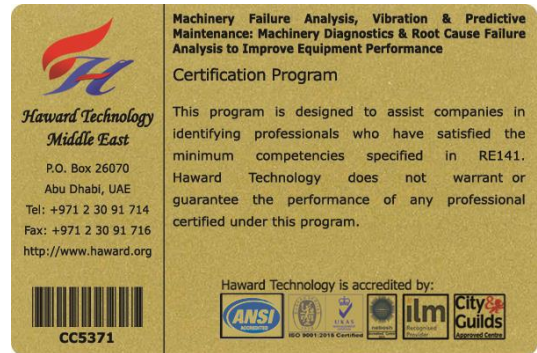 Haward Technology
Middle East
P.O. Box 26070
Abu Dhabi, UAE
Tel: +971 2 30 91 714
Fax: +971 2 30 91 716
http://www.haward.org
CC5371
Machinery Failure Analysis, Vibration & Predictive
Maintenance: Machinery Diagnostics & Root Cause Failure
Analysis to Improve Equipment Performance
Certification Program
This program is designed to assist companies in
identifying professionals who have satisfied the
minimum competencies specified in RE141.
Haward Technology does not warrant or
guarantee the performance of any professional
certified under this program.
Haward Technology is accredited by:
ANSI
ACCREDITED
UKAS
ISO 9001:2015 Certified
ilm
Recognised
Provider
City&
Guilds
Approved Centre